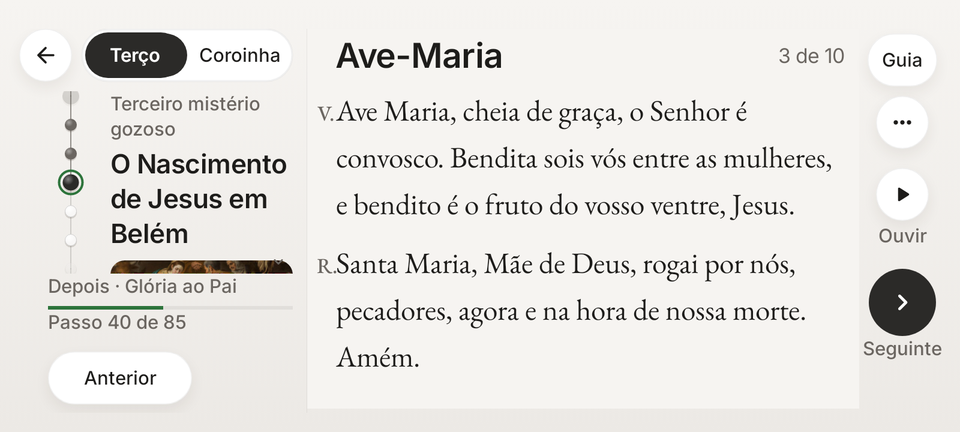 Terço
Coroinha
Terceiro mistério
gozoso
O Nascimento
de Jesus em
Belém
Depois · Glória ao Pai
Passo 40 de 85
Anterior
Ave-Maria
3 de 10
V. Ave Maria, cheia de graça, o Senhor é
convosco. Bendita sois vós entre as mulheres,
e bendito é o fruto do vosso ventre, Jesus.
R. Santa Maria, Mãe de Deus, rogai por nós,
pecadores, agora e na hora de nossa morte.
Amém.
Guia
Ouvir
Seguinte